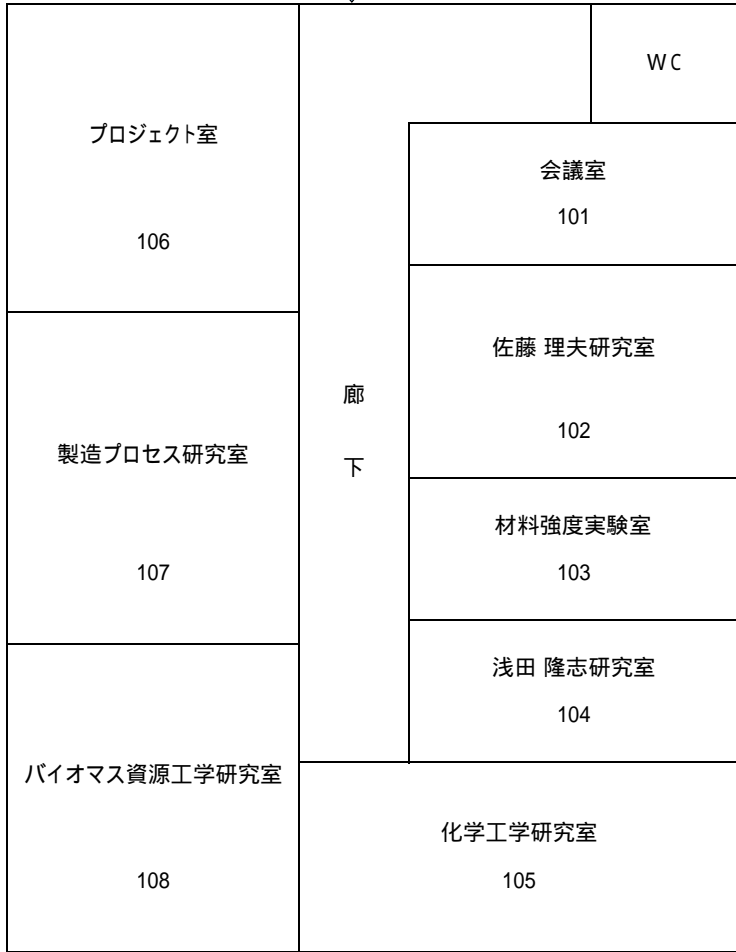 WC
プロジェクト室
106
会議室
101
佐藤 理夫研究室
102
廊
下
製造プロセス研究室
107
材料強度実験室
103
浅田 隆志研究室
104
バイオマス資源工学研究室
108
化学工学研究室
105